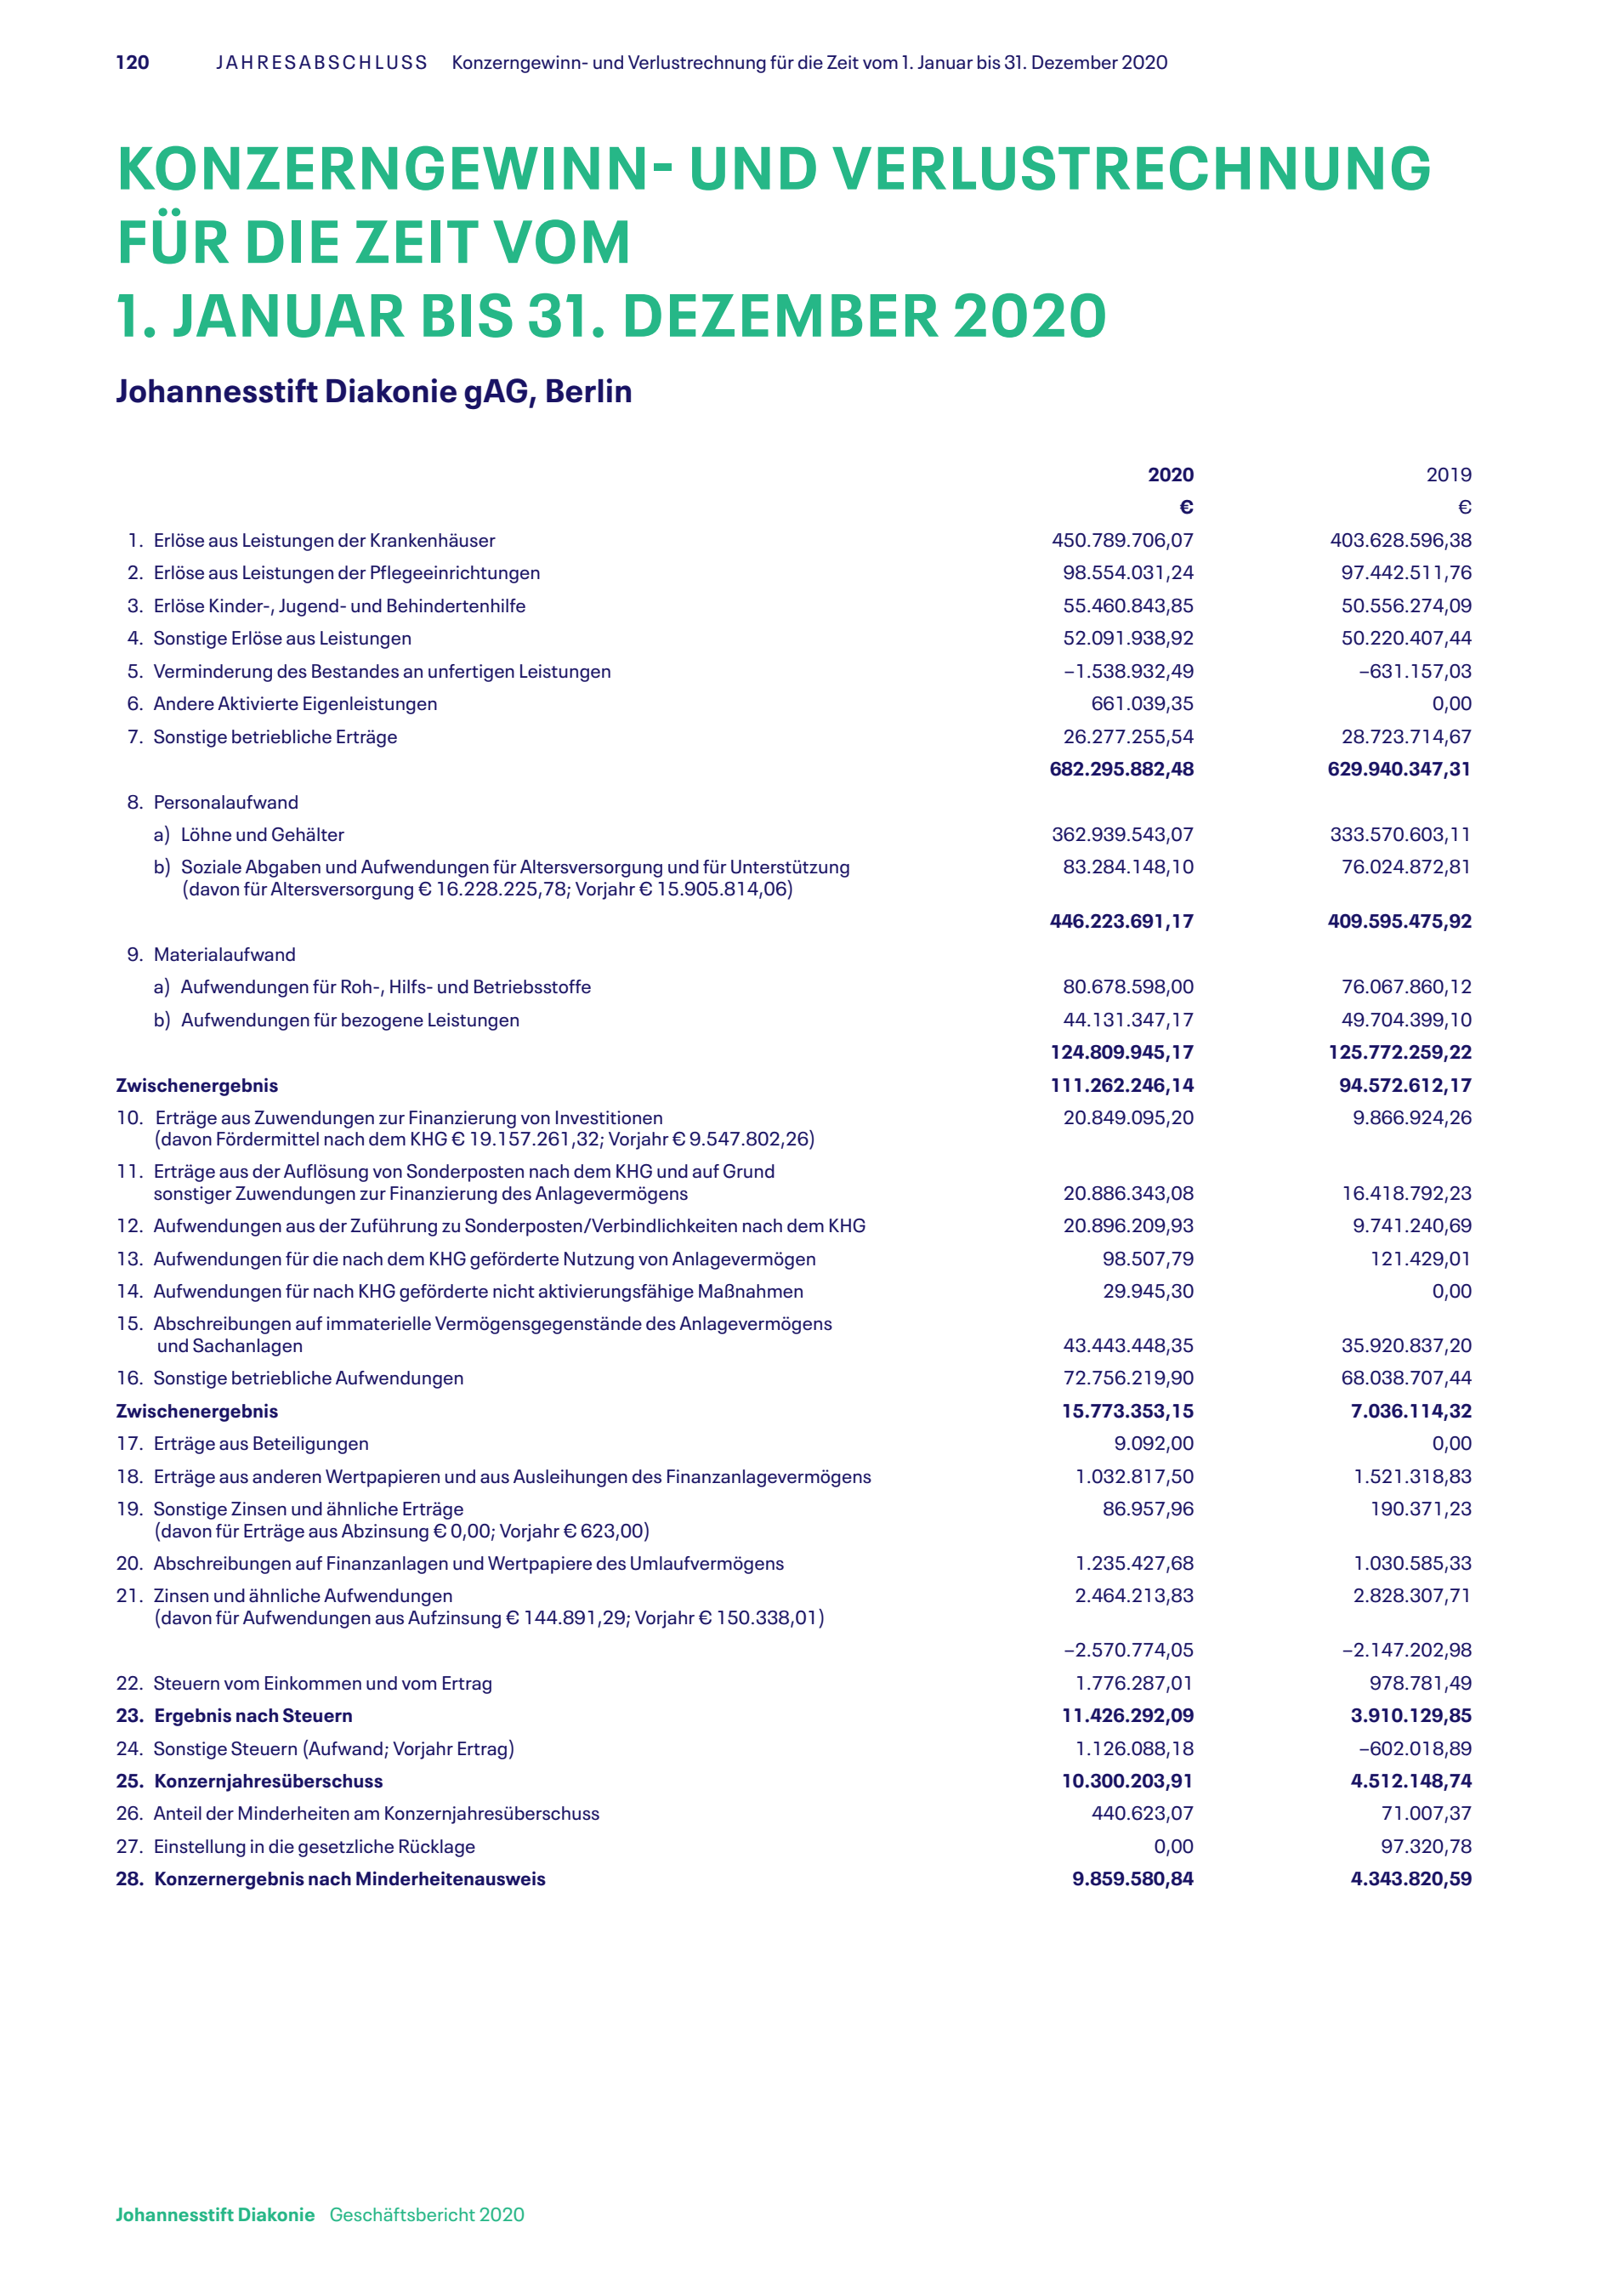 120 JAHRESABSCHLUSS Konzerngewinn- und Verlustrechnung für die Zeit vom 1. Januar bis 31. Dezember 2020
KONZERNGEWINN- UND VERLUSTRECHNUNG
FÜR DIE ZEIT VOM
1. JANUAR BIS 31. DEZEMBER 2020
Johannesstift Diakonie gAG, Berlin
2020 2019
€ €
1. Erlöse aus Leistungen der Krankenhäuser 450.789.706,07 403.628.596,38
2. Erlöse aus Leistungen der Pflegeeinrichtungen 98.554.031,24 97.442.511,76
3. Erlöse Kinder-, Jugend- und Behindertenhilfe 55.460.843,85 50.556.274,09
4. Sonstige Erlöse aus Leistungen 52.091.938,92 50.220.407,44
5. Verminderung des Bestandes an unfertigen Leistungen –1.538.932,49 –631.157,03
6. Andere Aktivierte Eigenleistungen 661.039,35 0,00
7. Sonstige betriebliche Erträge 26.277.255,54 28.723.714,67
682.295.882,48 629.940.347,31
8. Personalaufwand
a) Löhne und Gehälter 362.939.543,07 333.570.603,11
b) Soziale Abgaben und Aufwendungen für Altersversorgung und für Unterstützung 83.284.148,10 76.024.872,81
(davon für Altersversorgung € 16.228.225,78; Vorjahr € 15.905.814,06)
446.223.691,17 409.595.475,92
9. Materialaufwand
a) Aufwendungen für Roh-, Hilfs- und Betriebsstoffe 80.678.598,00 76.067.860,12
b) Aufwendungen für bezogene Leistungen 44.131.347,17 49.704.399,10
124.809.945,17 125.772.259,22
Zwischenergebnis 111.262.246,14 94.572.612,17
10. Erträge aus Zuwendungen zur Finanzierung von Investitionen 20.849.095,20 9.866.924,26
(davon Fördermittel nach dem KHG € 19.157.261,32; Vorjahr € 9.547.802,26)
11. Erträge aus der Auflösung von Sonderposten nach dem KHG und auf Grund
sonstiger Zuwendungen zur Finanzierung des Anlagevermögens 20.886.343,08 16.418.792,23
12. Aufwendungen aus der Zuführung zu Sonderposten/Verbindlichkeiten nach dem KHG 20.896.209,93 9.741.240,69
13. Aufwendungen für die nach dem KHG geförderte Nutzung von Anlagevermögen 98.507,79 121.429,01
14. Aufwendungen für nach KHG geförderte nicht aktivierungsfähige Maßnahmen 29.945,30 0,00
15. Abschreibungen auf immaterielle Vermögensgegenstände des Anlagevermögens
und Sachanlagen 43.443.448,35 35.920.837,20
16. Sonstige betriebliche Aufwendungen 72.756.219,90 68.038.707,44
Zwischenergebnis 15.773.353,15 7.036.114,32
17. Erträge aus Beteiligungen 9.092,00 0,00
18. Erträge aus anderen Wertpapieren und aus Ausleihungen des Finanzanlagevermögens 1.032.817,50 1.521.318,83
19. Sonstige Zinsen und ähnliche Erträge 86.957,96 190.371,23
(davon für Erträge aus Abzinsung € 0,00; Vorjahr € 623,00)
20. Abschreibungen auf Finanzanlagen und Wertpapiere des Umlaufvermögens 1.235.427,68 1.030.585,33
21. Zinsen und ähnliche Aufwendungen 2.464.213,83 2.828.307,71
(davon für Aufwendungen aus Aufzinsung € 144.891,29; Vorjahr € 150.338,01)
–2.570.774,05 –2.147.202,98
22. Steuern vom Einkommen und vom Ertrag 1.776.287,01 978.781,49
23. Ergebnis nach Steuern 11.426.292,09 3.910.129,85
24. Sonstige Steuern (Aufwand; Vorjahr Ertrag) 1.126.088,18 –602.018,89
25. Konzernjahresüberschuss 10.300.203,91 4.512.148,74
26. Anteil der Minderheiten am Konzernjahresüberschuss 440.623,07 71.007,37
27. Einstellung in die gesetzliche Rücklage 0,00 97.320,78
28. Konzernergebnis nach Minderheitenausweis 9.859.580,84 4.343.820,59
Johannesstift Diakonie Geschäftsbericht 2020